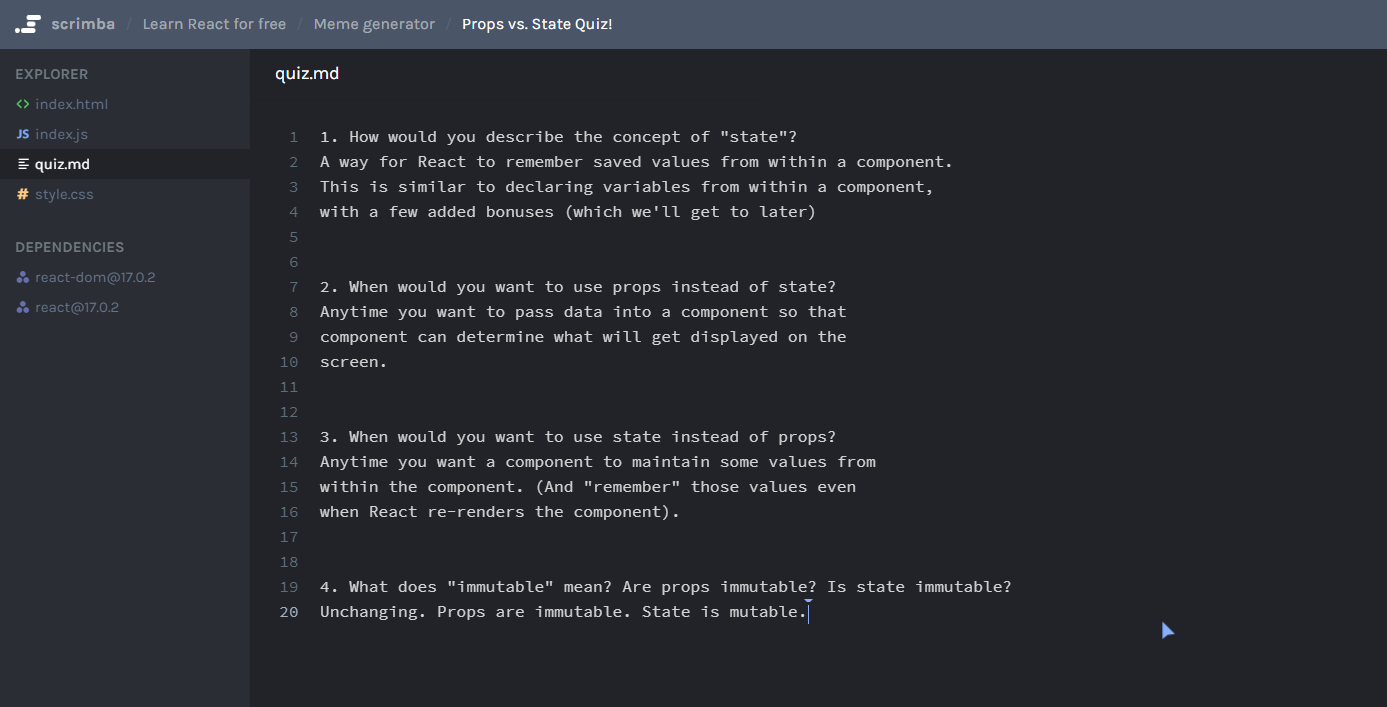 scrimba / Learn React for free / Meme generator / Props vs. State Quiz!
EXPLORER
<> index.html
JS index.js
quiz.md
# style.css
DEPENDENCIES
react-dom@17.0.2
react@17.0.2
quiz.md
1 1. How would you describe the concept of "state"?
2 A way for React to remember saved values from within a component.
3 This is similar to declaring variables from within a component,
4 with a few added bonuses (which we'll get to later)
5
6
7 2. When would you want to use props instead of state?
8 Anytime you want to pass data into a component so that
9 component can determine what will get displayed on the
10 screen.
11
12
13 3. When would you want to use state instead of props?
14 Anytime you want a component to maintain some values from
15 within the component. (And "remember" those values even
16 when React re-renders the component).
17
18
19 4. What does "immutable" mean? Are props immutable? Is state immutable?
20 Unchanging. Props are immutable. State is mutable.